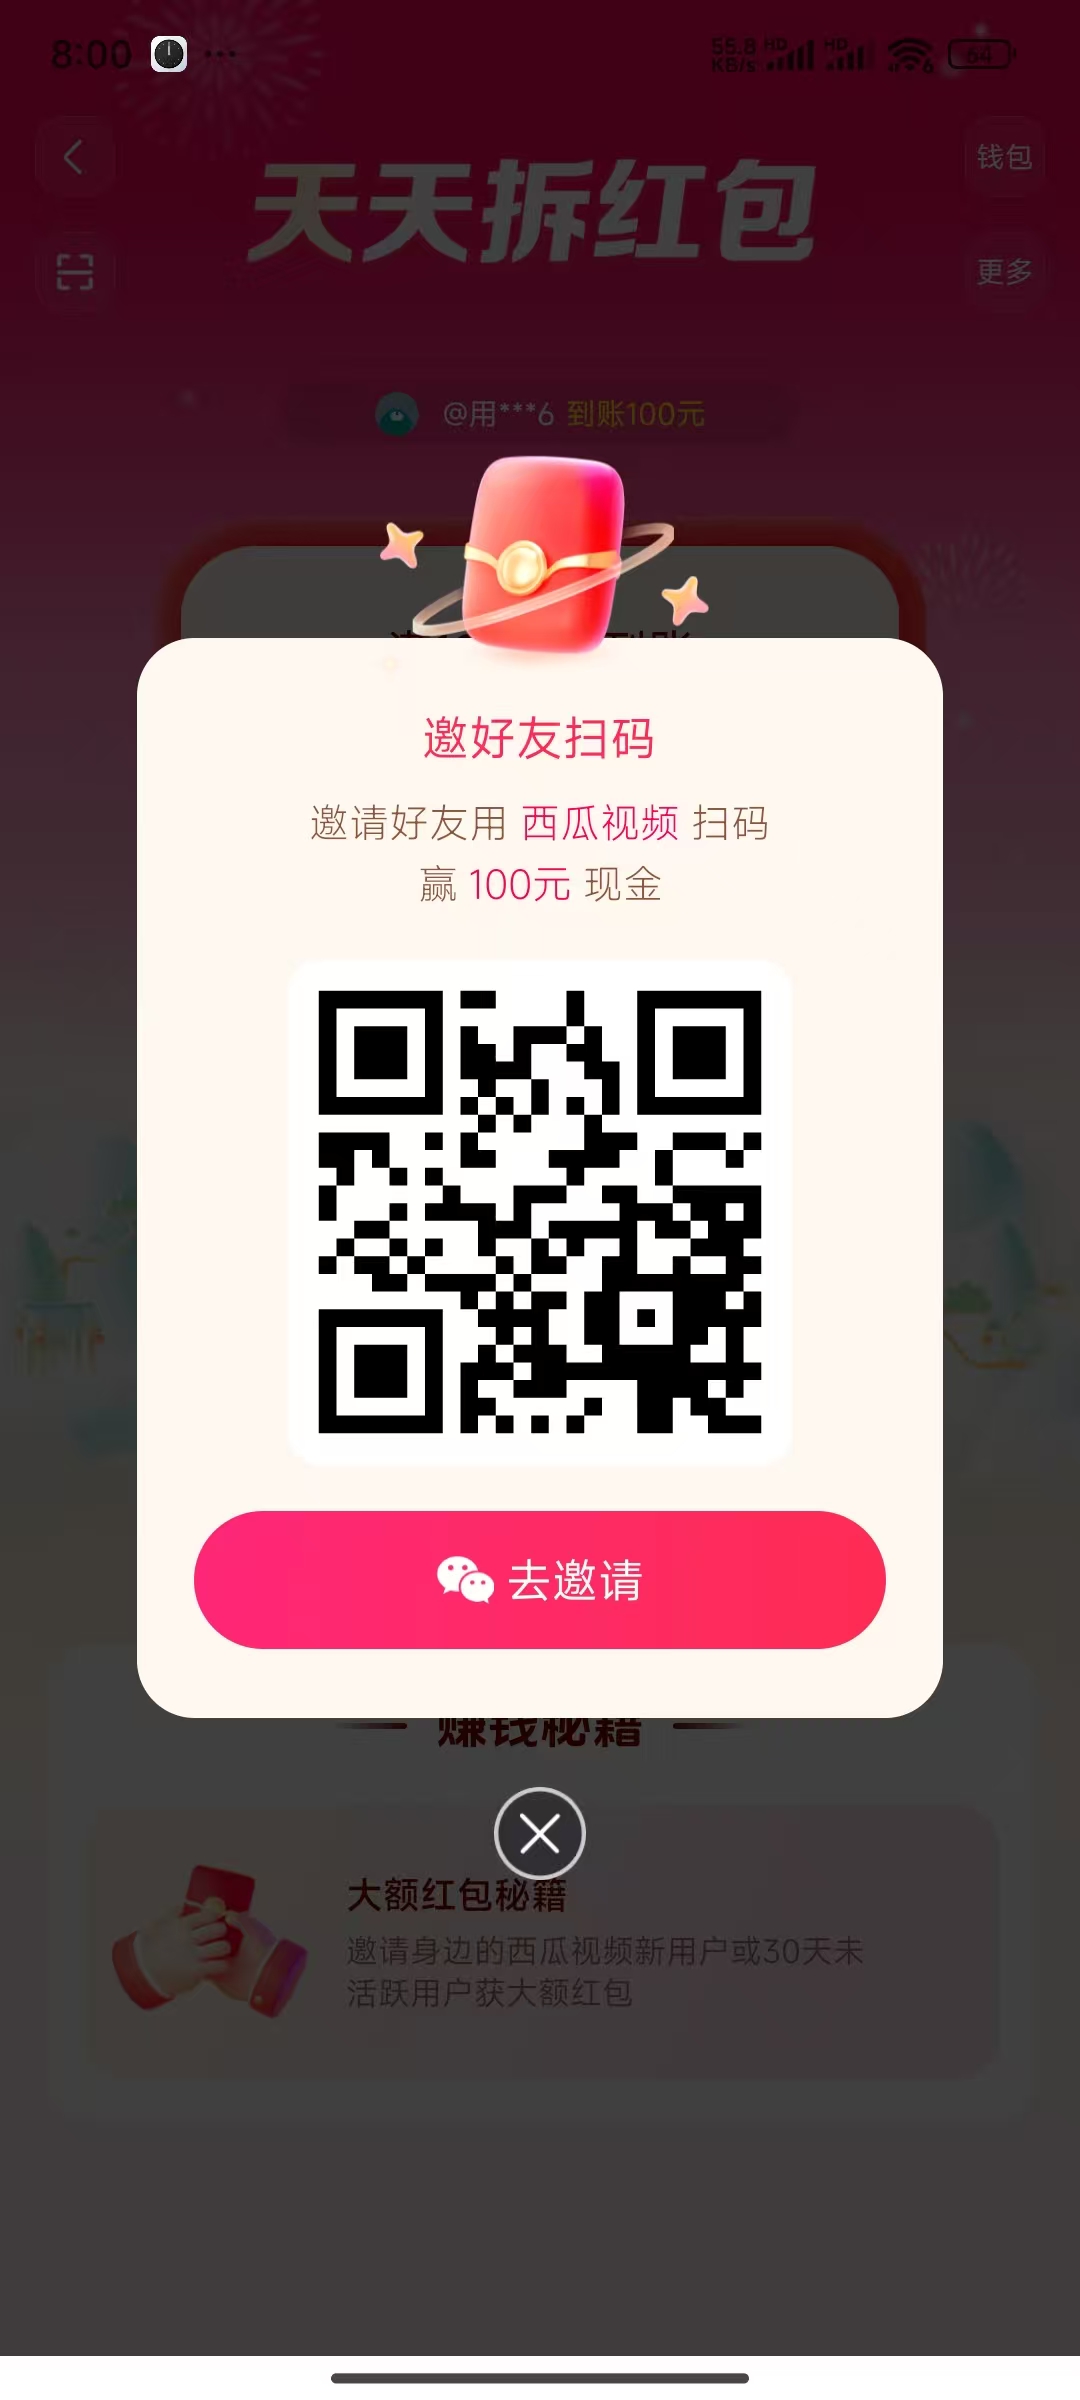 8:00
55.8 KB/s HD HD 6 64
天天拆红包
钱包
更多
@用***6 到账100元
邀好友扫码
邀请好友用 西瓜视频 扫码
赢 100元 现金
去邀请
赚钱秘籍
大额红包秘籍
邀请身边的西瓜视频新用户或30天未
活跃用户获大额红包